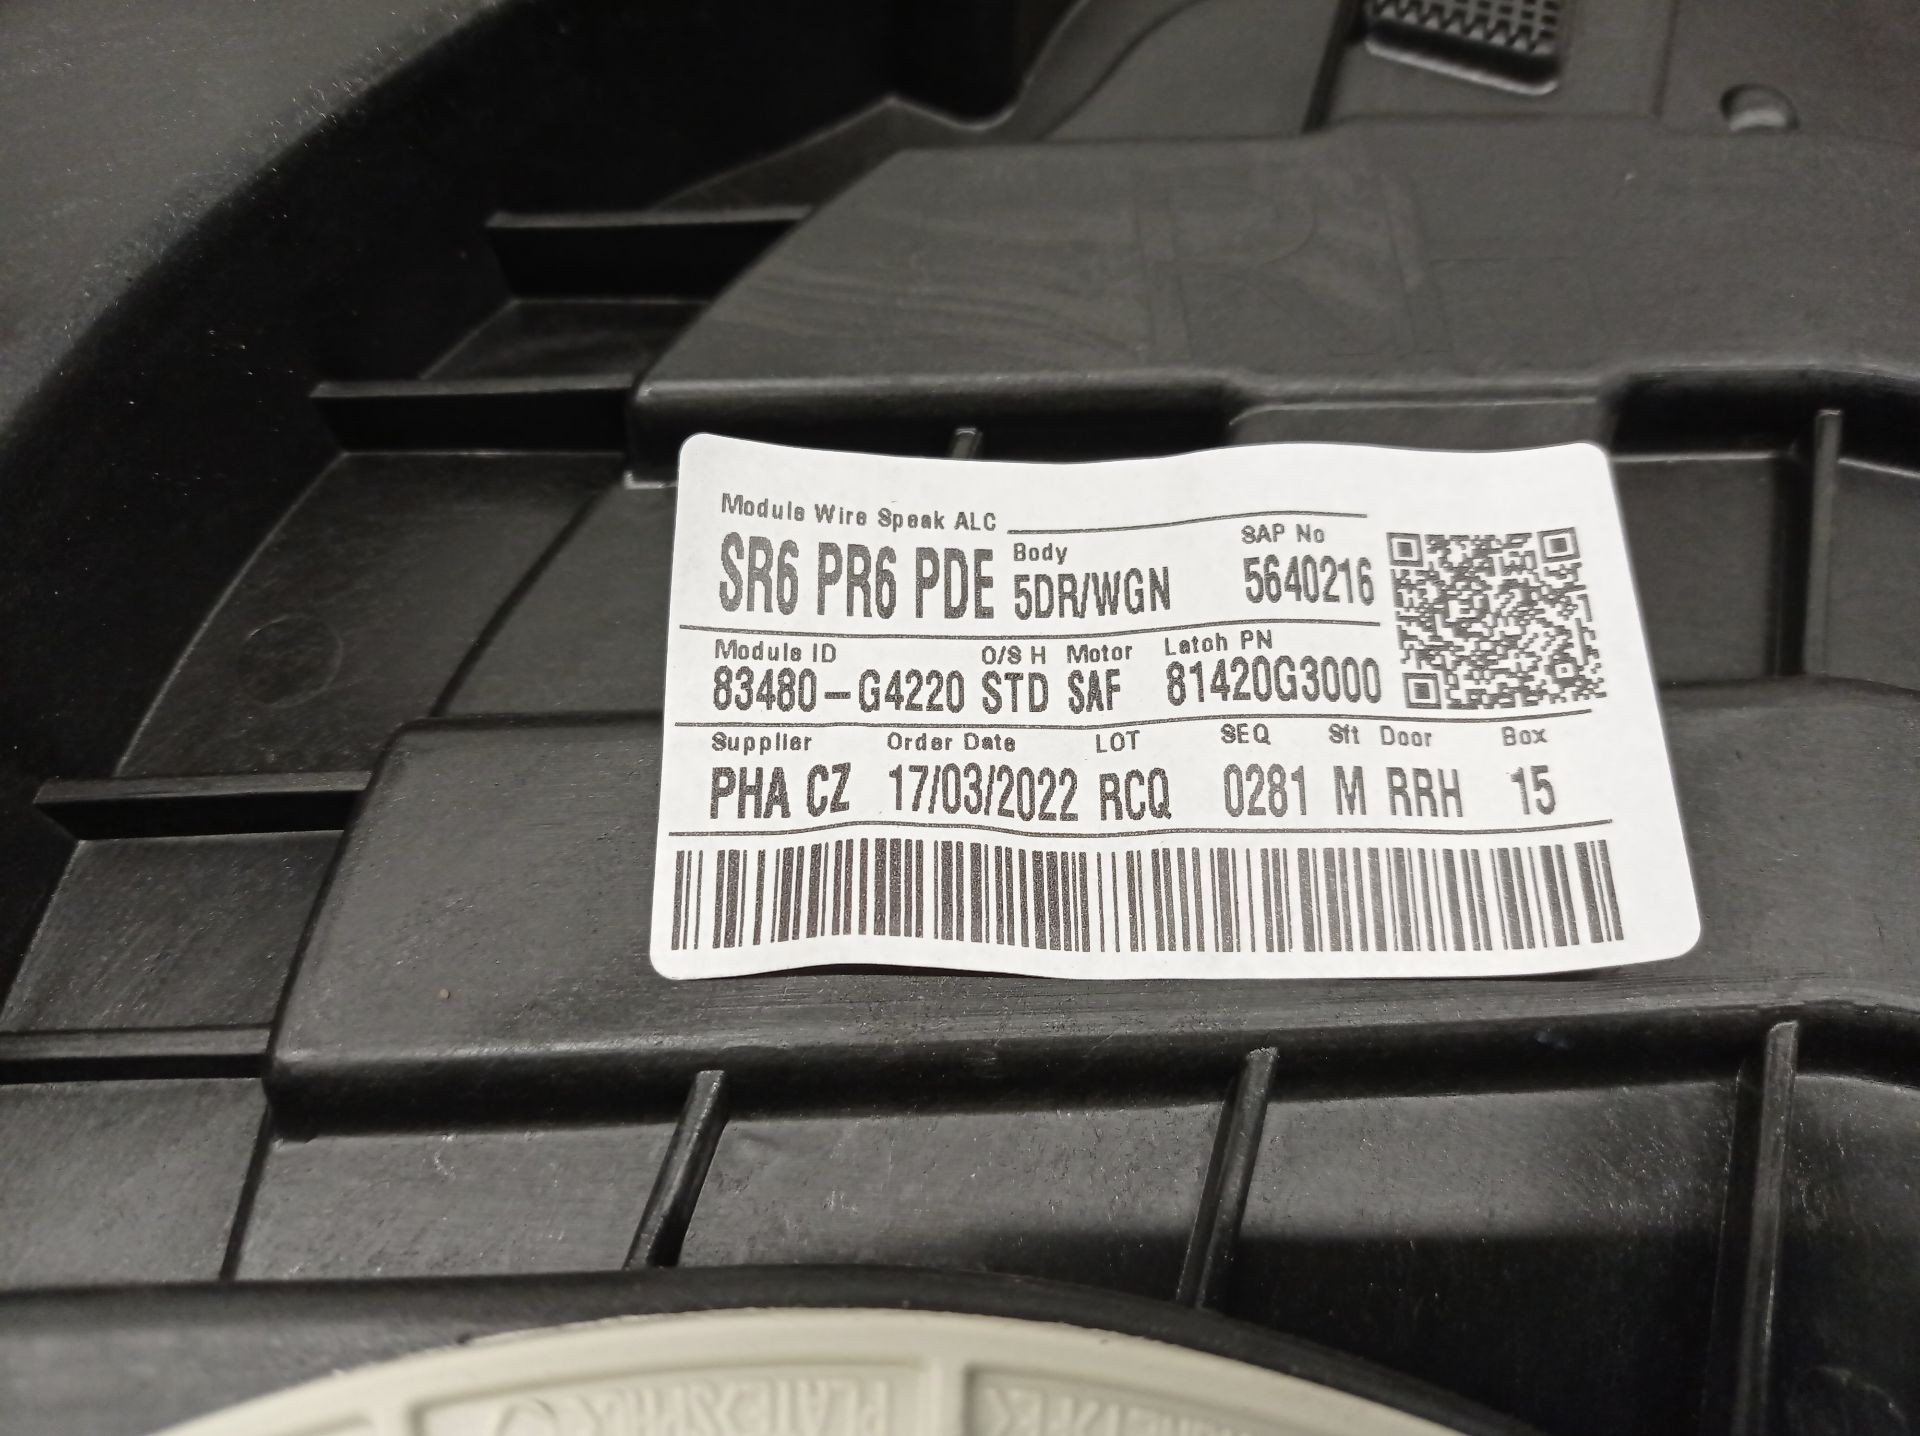 Module Wire Speak ALC
SR6 PR6 PDE
Body
5DR/WGN
SAP No
5640216
Module ID
83480-G4220
O/S H
STD
Motor
SAF
Latch PN
81420G3000
Supplier
PHA CZ
Order Date
17/03/2022
LOT
RCQ
SEQ
0281
Sft
M
Door
RRH
Box
15